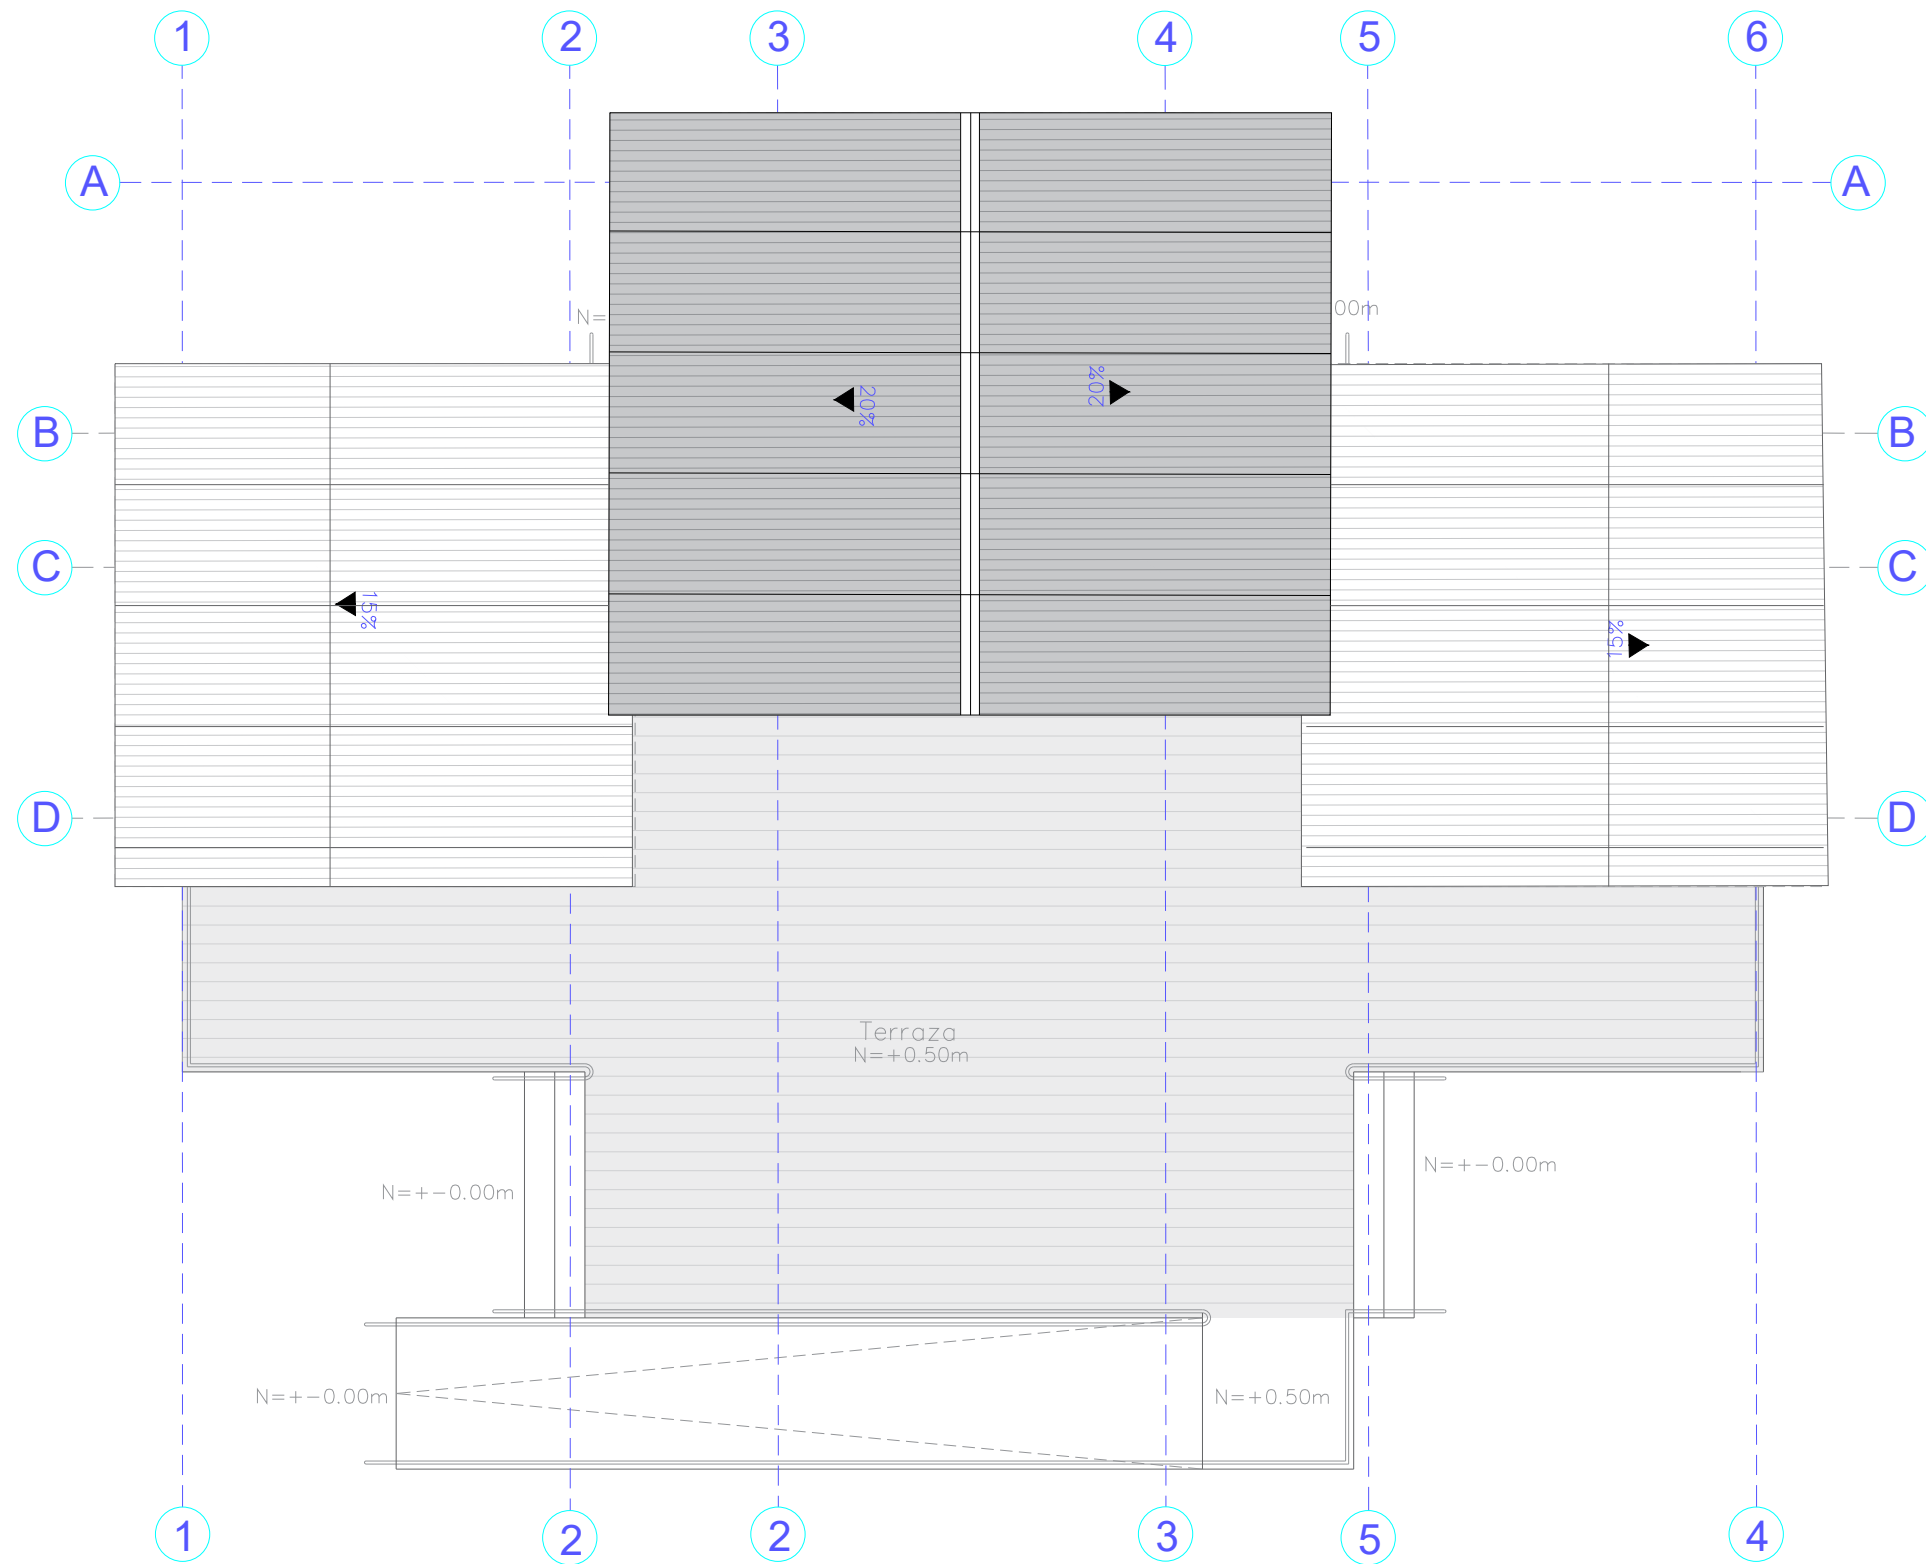 1 2 3 4 5 6
A A
N= 00m
20% 20%
B B
C C
15% 15%
D D
Terraza
N=+0.50m
N=+-0.00m
N=+-0.00m
N=+-0.00m N=+0.50m
1 2 2 3 5 4